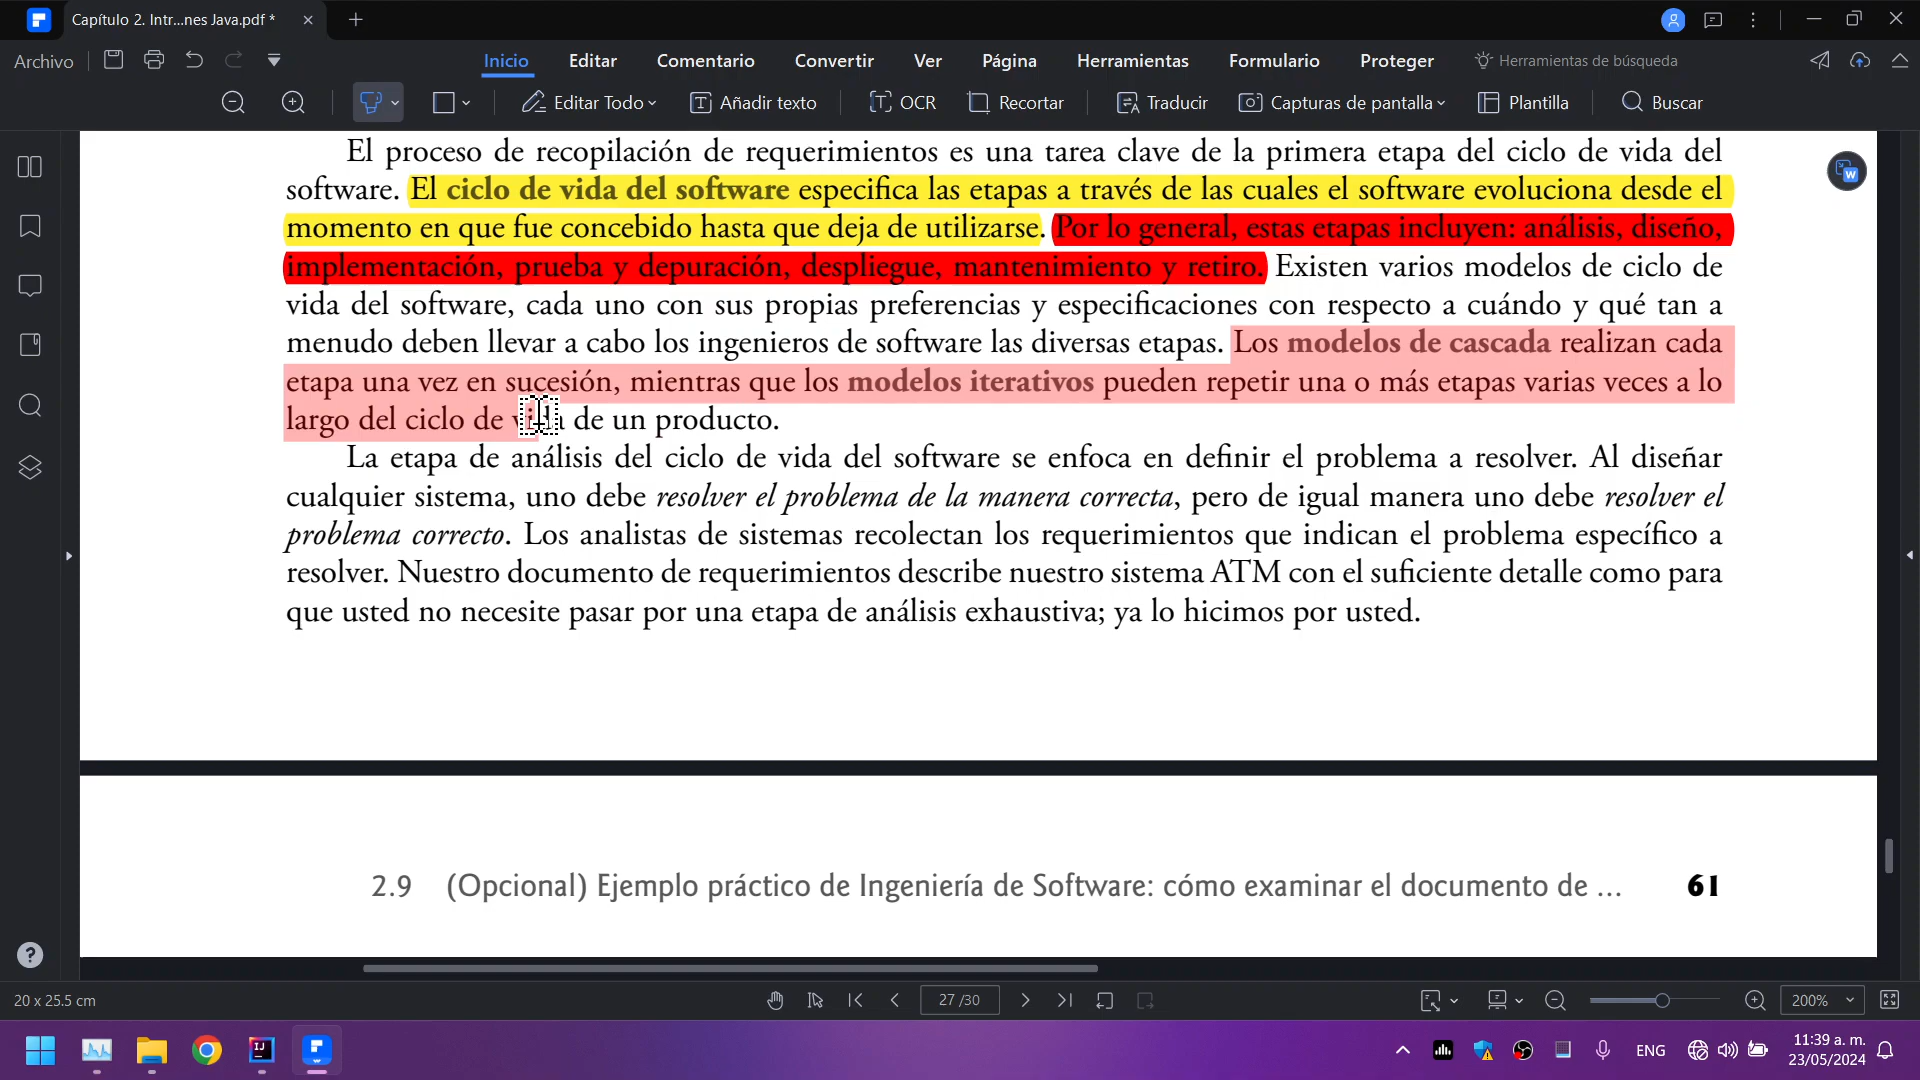 Capítulo 2. Intr...nes Java.pdf *
Archivo
Inicio
Editar
Comentario
Convertir
Ver
Página
Herramientas
Formulario
Proteger
Herramientas de búsqueda
Editar Todo
Añadir texto
OCR
Recortar
Traducir
Capturas de pantalla
Plantilla
Buscar
El proceso de recopilación de requerimientos es una tarea clave de la primera etapa del ciclo de vida del
software. El ciclo de vida del software especifica las etapas a través de las cuales el software evoluciona desde el
momento en que fue concebido hasta que deja de utilizarse. Por lo general, estas etapas incluyen: análisis, diseño,
implementación, prueba y depuración, despliegue, mantenimiento y retiro. Existen varios modelos de ciclo de
vida del software, cada uno con sus propias preferencias y especificaciones con respecto a cuándo y qué tan a
menudo deben llevar a cabo los ingenieros de software las diversas etapas. Los modelos de cascada realizan cada
etapa una vez en sucesión, mientras que los modelos iterativos pueden repetir una o más etapas varias veces a lo
largo del ciclo de vida de un producto.
La etapa de análisis del ciclo de vida del software se enfoca en definir el problema a resolver. Al diseñar
cualquier sistema, uno debe resolver el problema de la manera correcta, pero de igual manera uno debe resolver el
problema correcto. Los analistas de sistemas recolectan los requerimientos que indican el problema específico a
resolver. Nuestro documento de requerimientos describe nuestro sistema ATM con el suficiente detalle como para
que usted no necesite pasar por una etapa de análisis exhaustiva; ya lo hicimos por usted.
2.9 (Opcional) Ejemplo práctico de Ingeniería de Software: cómo examinar el documento de ... 61
20 x 25.5 cm
27 /30
200%
ENG
11:39 a. m.
23/05/2024